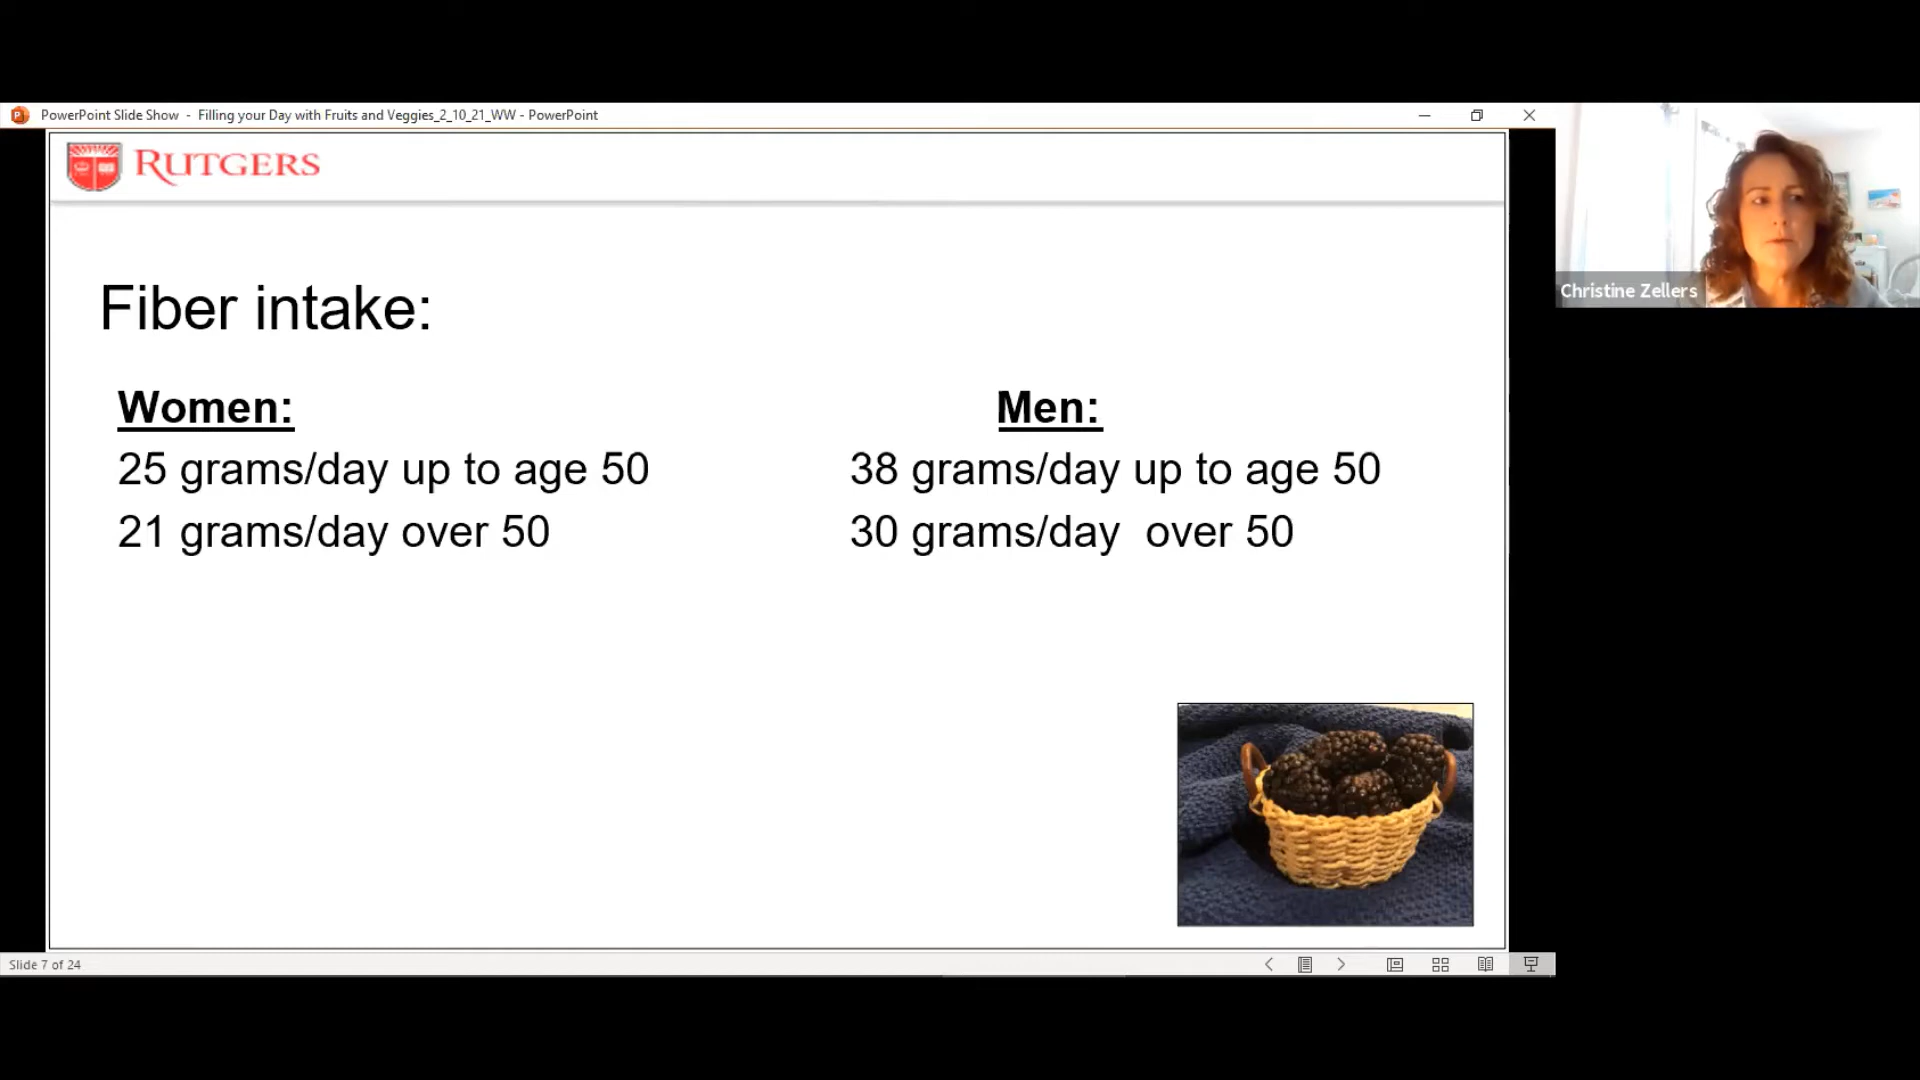 PowerPoint Slide Show - Filling your Day with Fruits and Veggies_2_10_21_WW - PowerPoint
RUTGERS
Christine Zellers
Fiber intake:
Women:
25 grams/day up to age 50
21 grams/day over 50
Men:
38 grams/day up to age 50
30 grams/day over 50
Slide 7 of 24